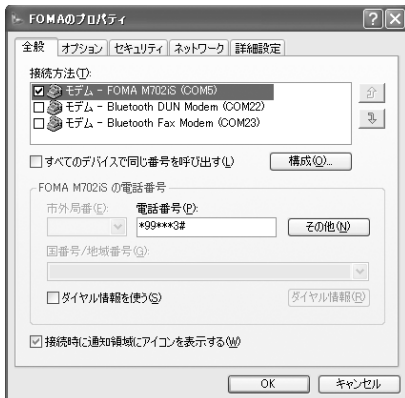 FOMAのプロパティ
全般 オプション セキュリティ ネットワーク 詳細設定
接続方法(T):
モデム - FOMA M702iS (COM5)
モデム - Bluetooth DUN Modem (COM22)
モデム - Bluetooth Fax Modem (COM23)
すべてのデバイスで同じ番号を呼び出す(L) 構成(O)...
FOMA M702iS の電話番号
市外局番(E): 電話番号(P):
*99***3# その他(N)
国番号/地域番号(G):
ダイヤル情報を使う(S) ダイヤル情報(R)
接続時に通知領域にアイコンを表示する(W)
OK キャンセル